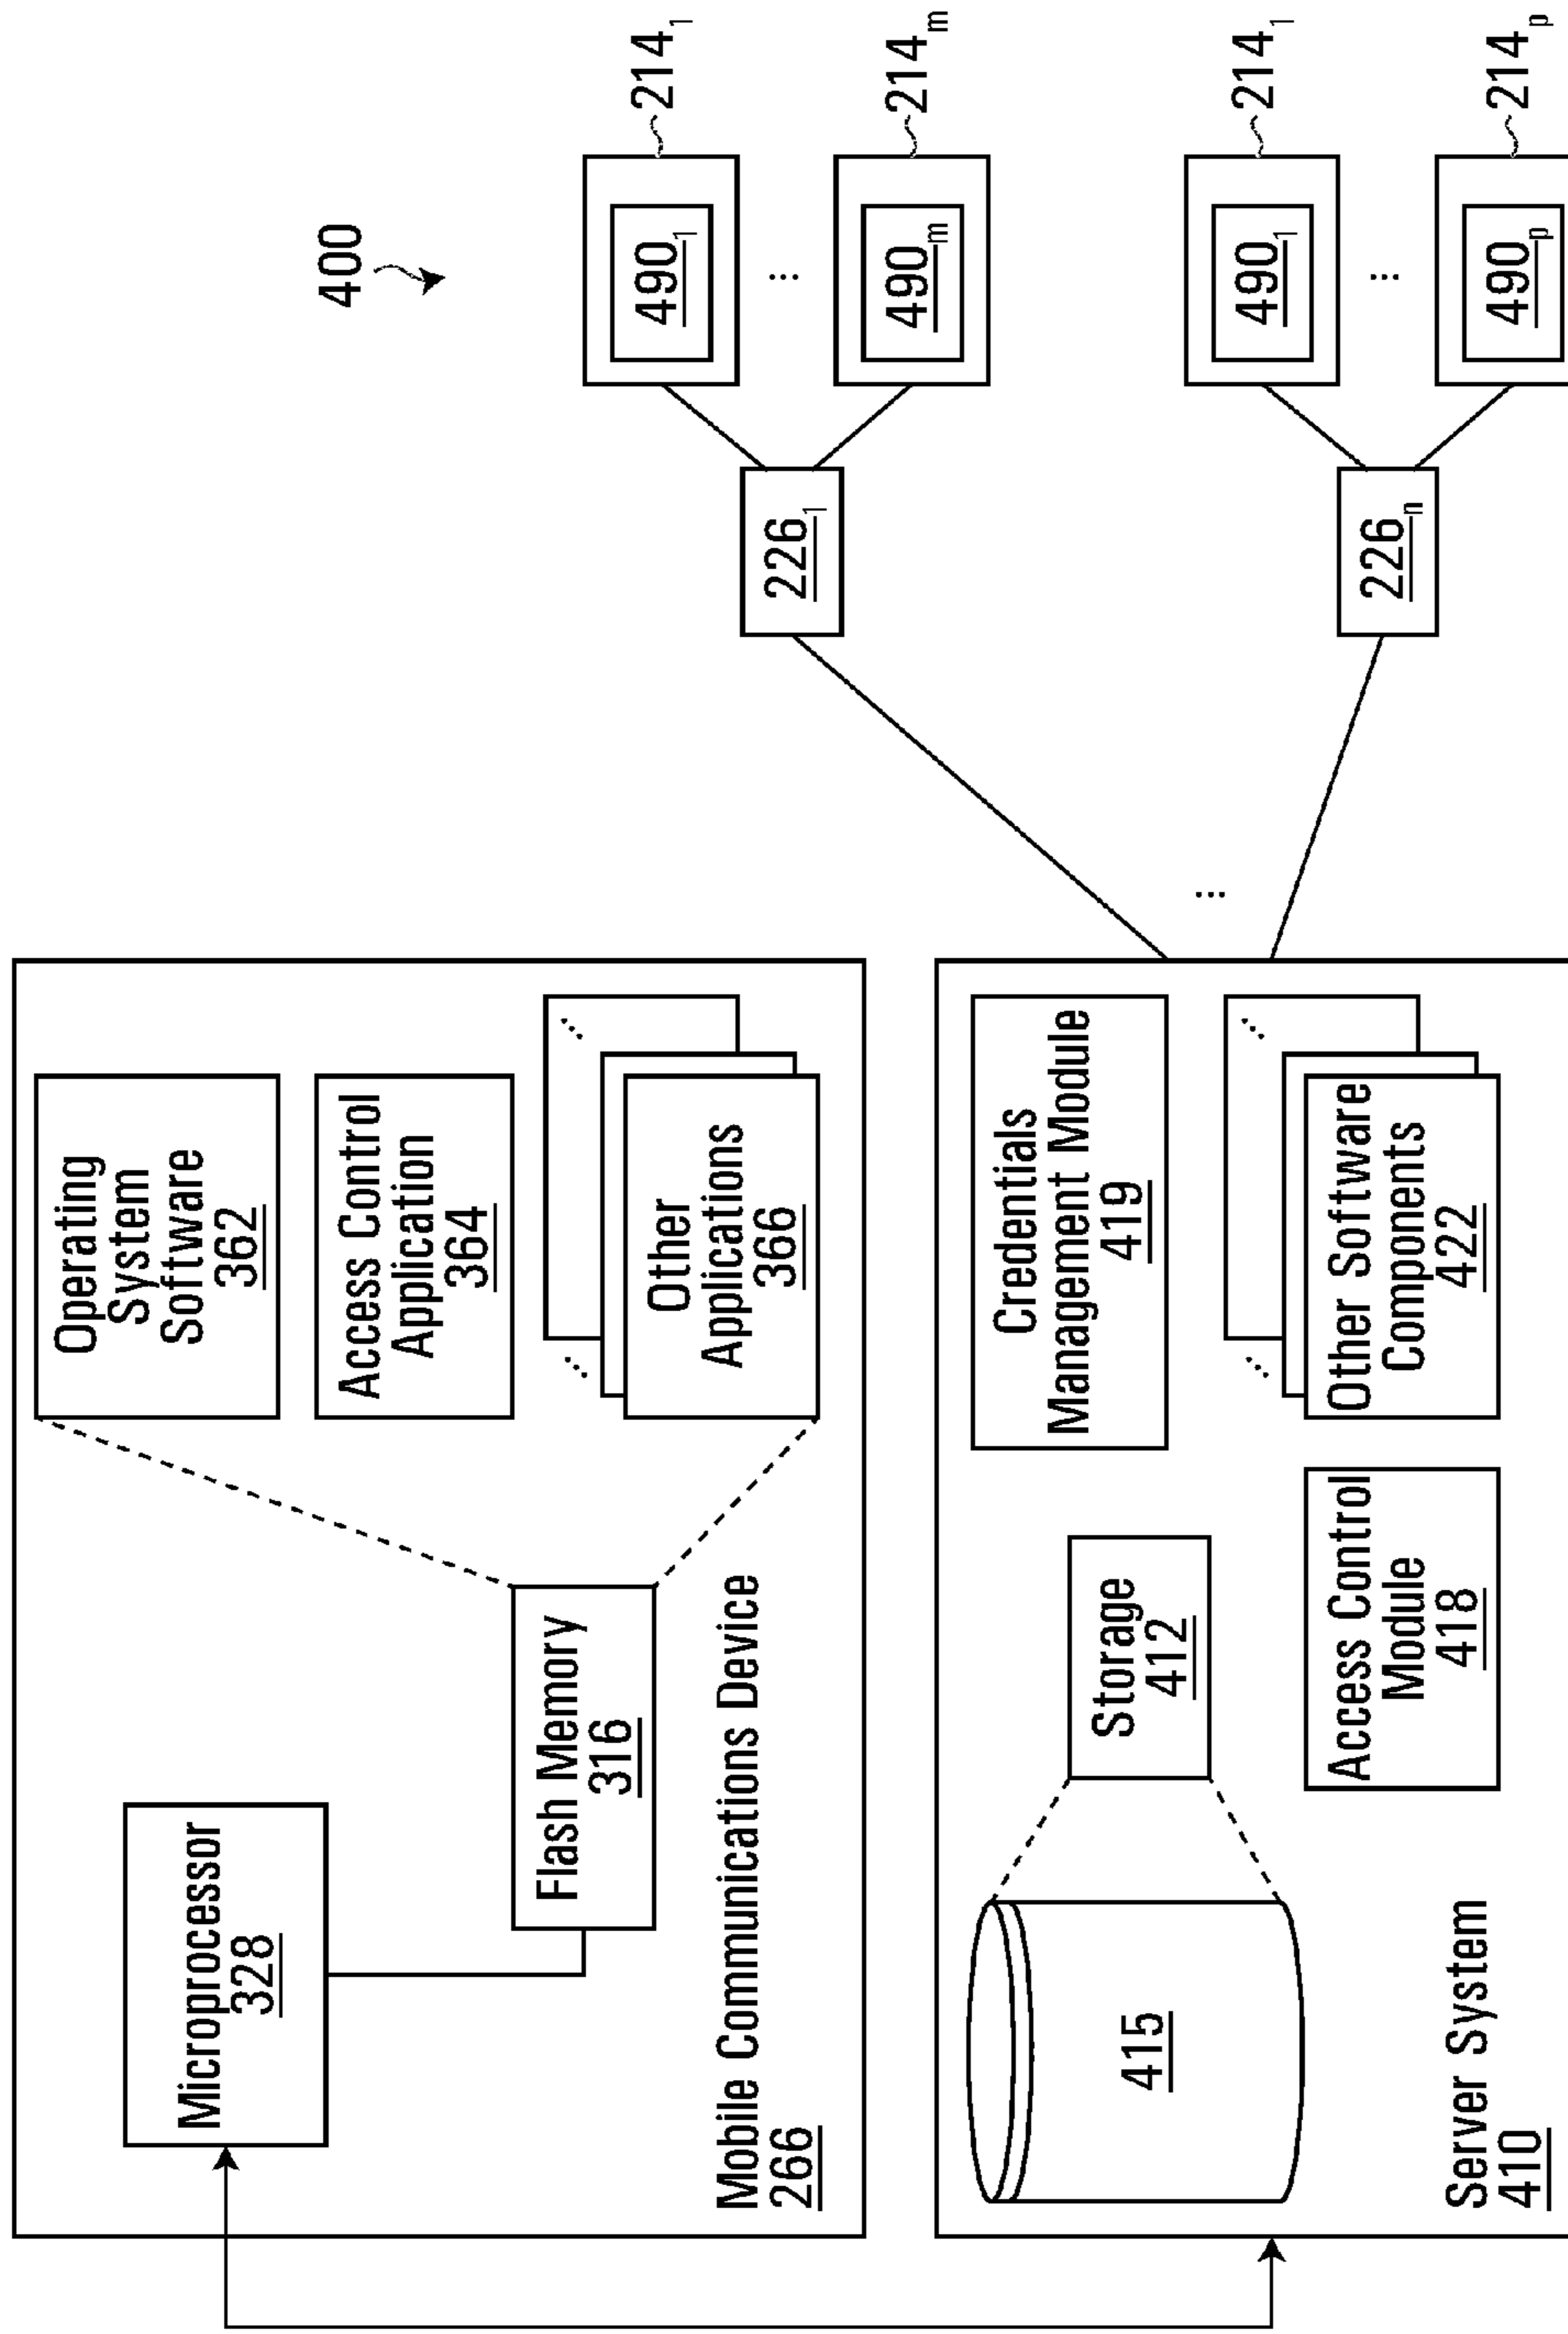 400
Microprocessor
328
Flash Memory
316
Operating
System
Software
362
Access Control
Application
364
Other
Applications
366
Mobile Communications Device
266
415
Storage
412
Access Control
Module
418
Credentials
Management Module
419
Other Software
Components
422
Server System
410
226₁
226ₙ
490₁
214₁
⋮
490ₘ
214ₘ
⋮
490₁
214₁
⋮
490ₚ
214ₚ